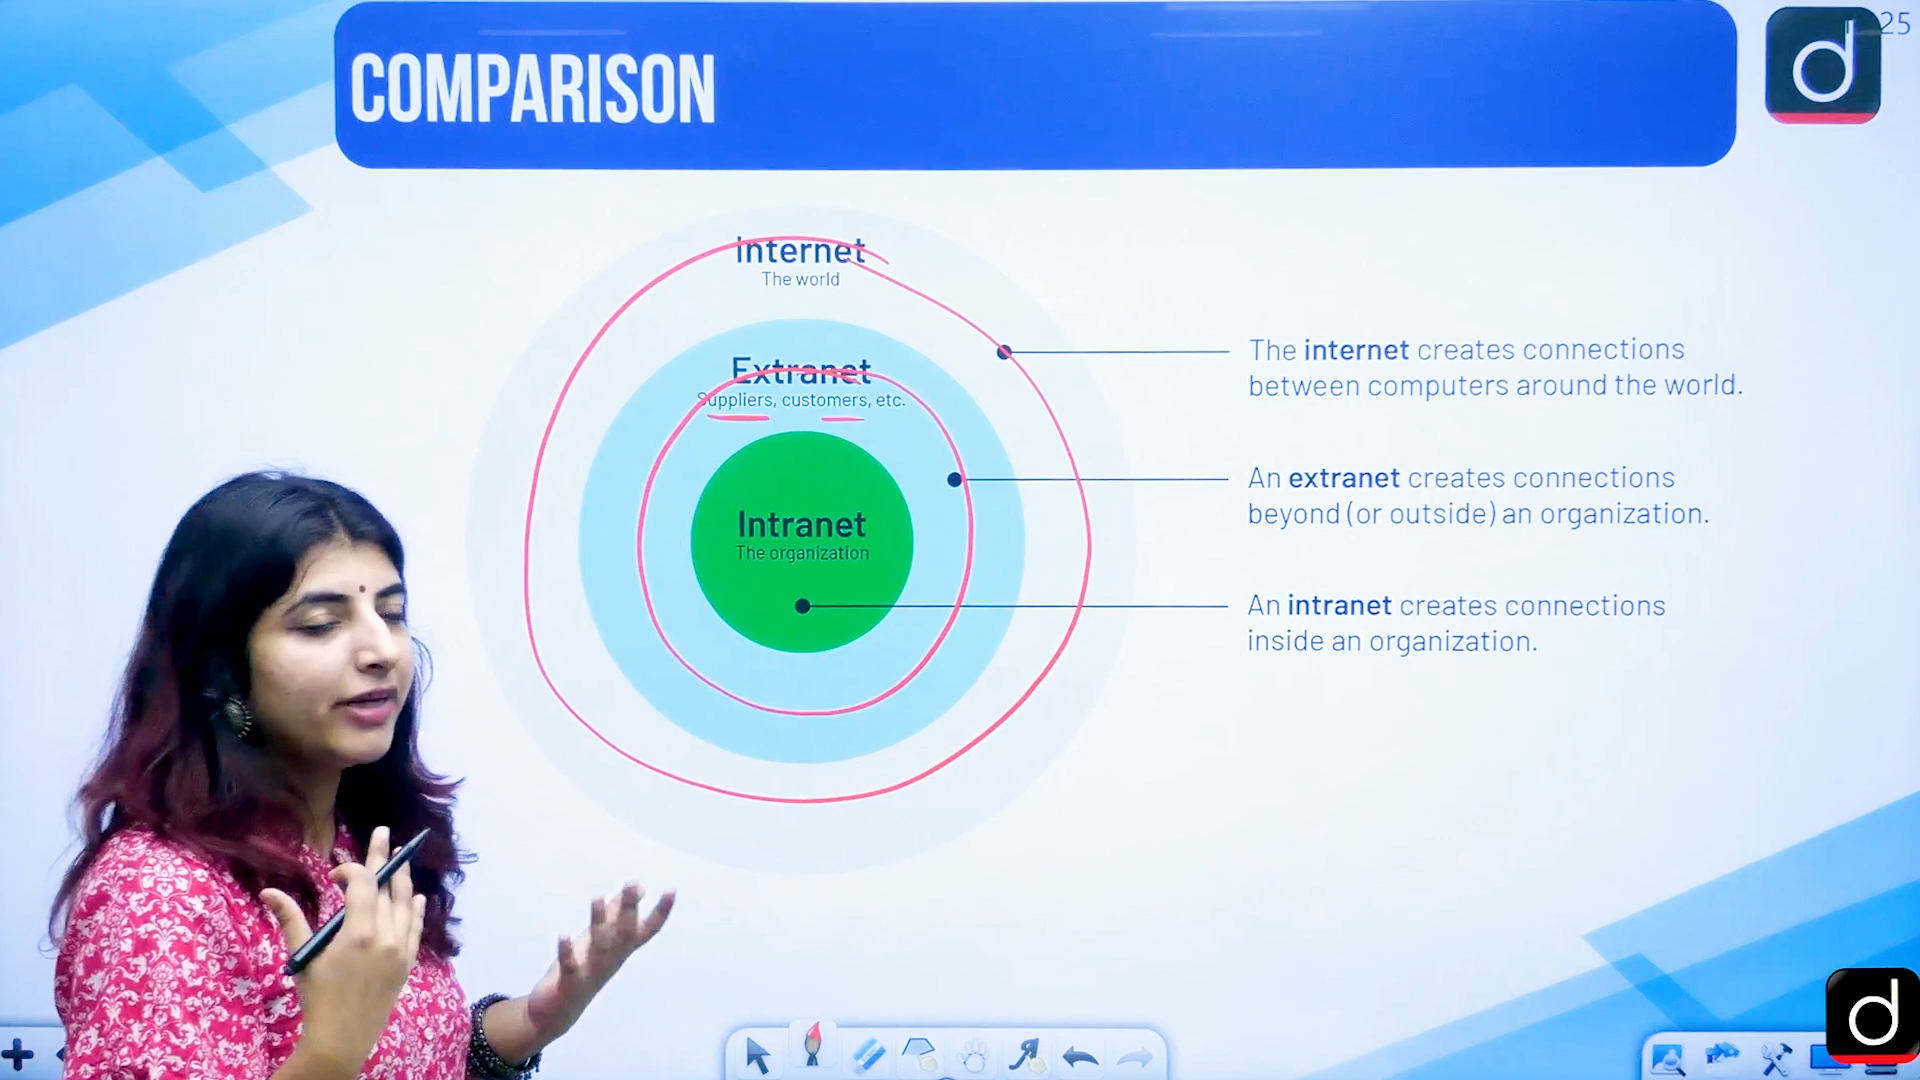 COMPARISON
d
25
Internet
The world
Extranet
Suppliers, customers, etc.
Intranet
The organization
The internet creates connections
between computers around the world.
An extranet creates connections
beyond (or outside) an organization.
An intranet creates connections
inside an organization.
d